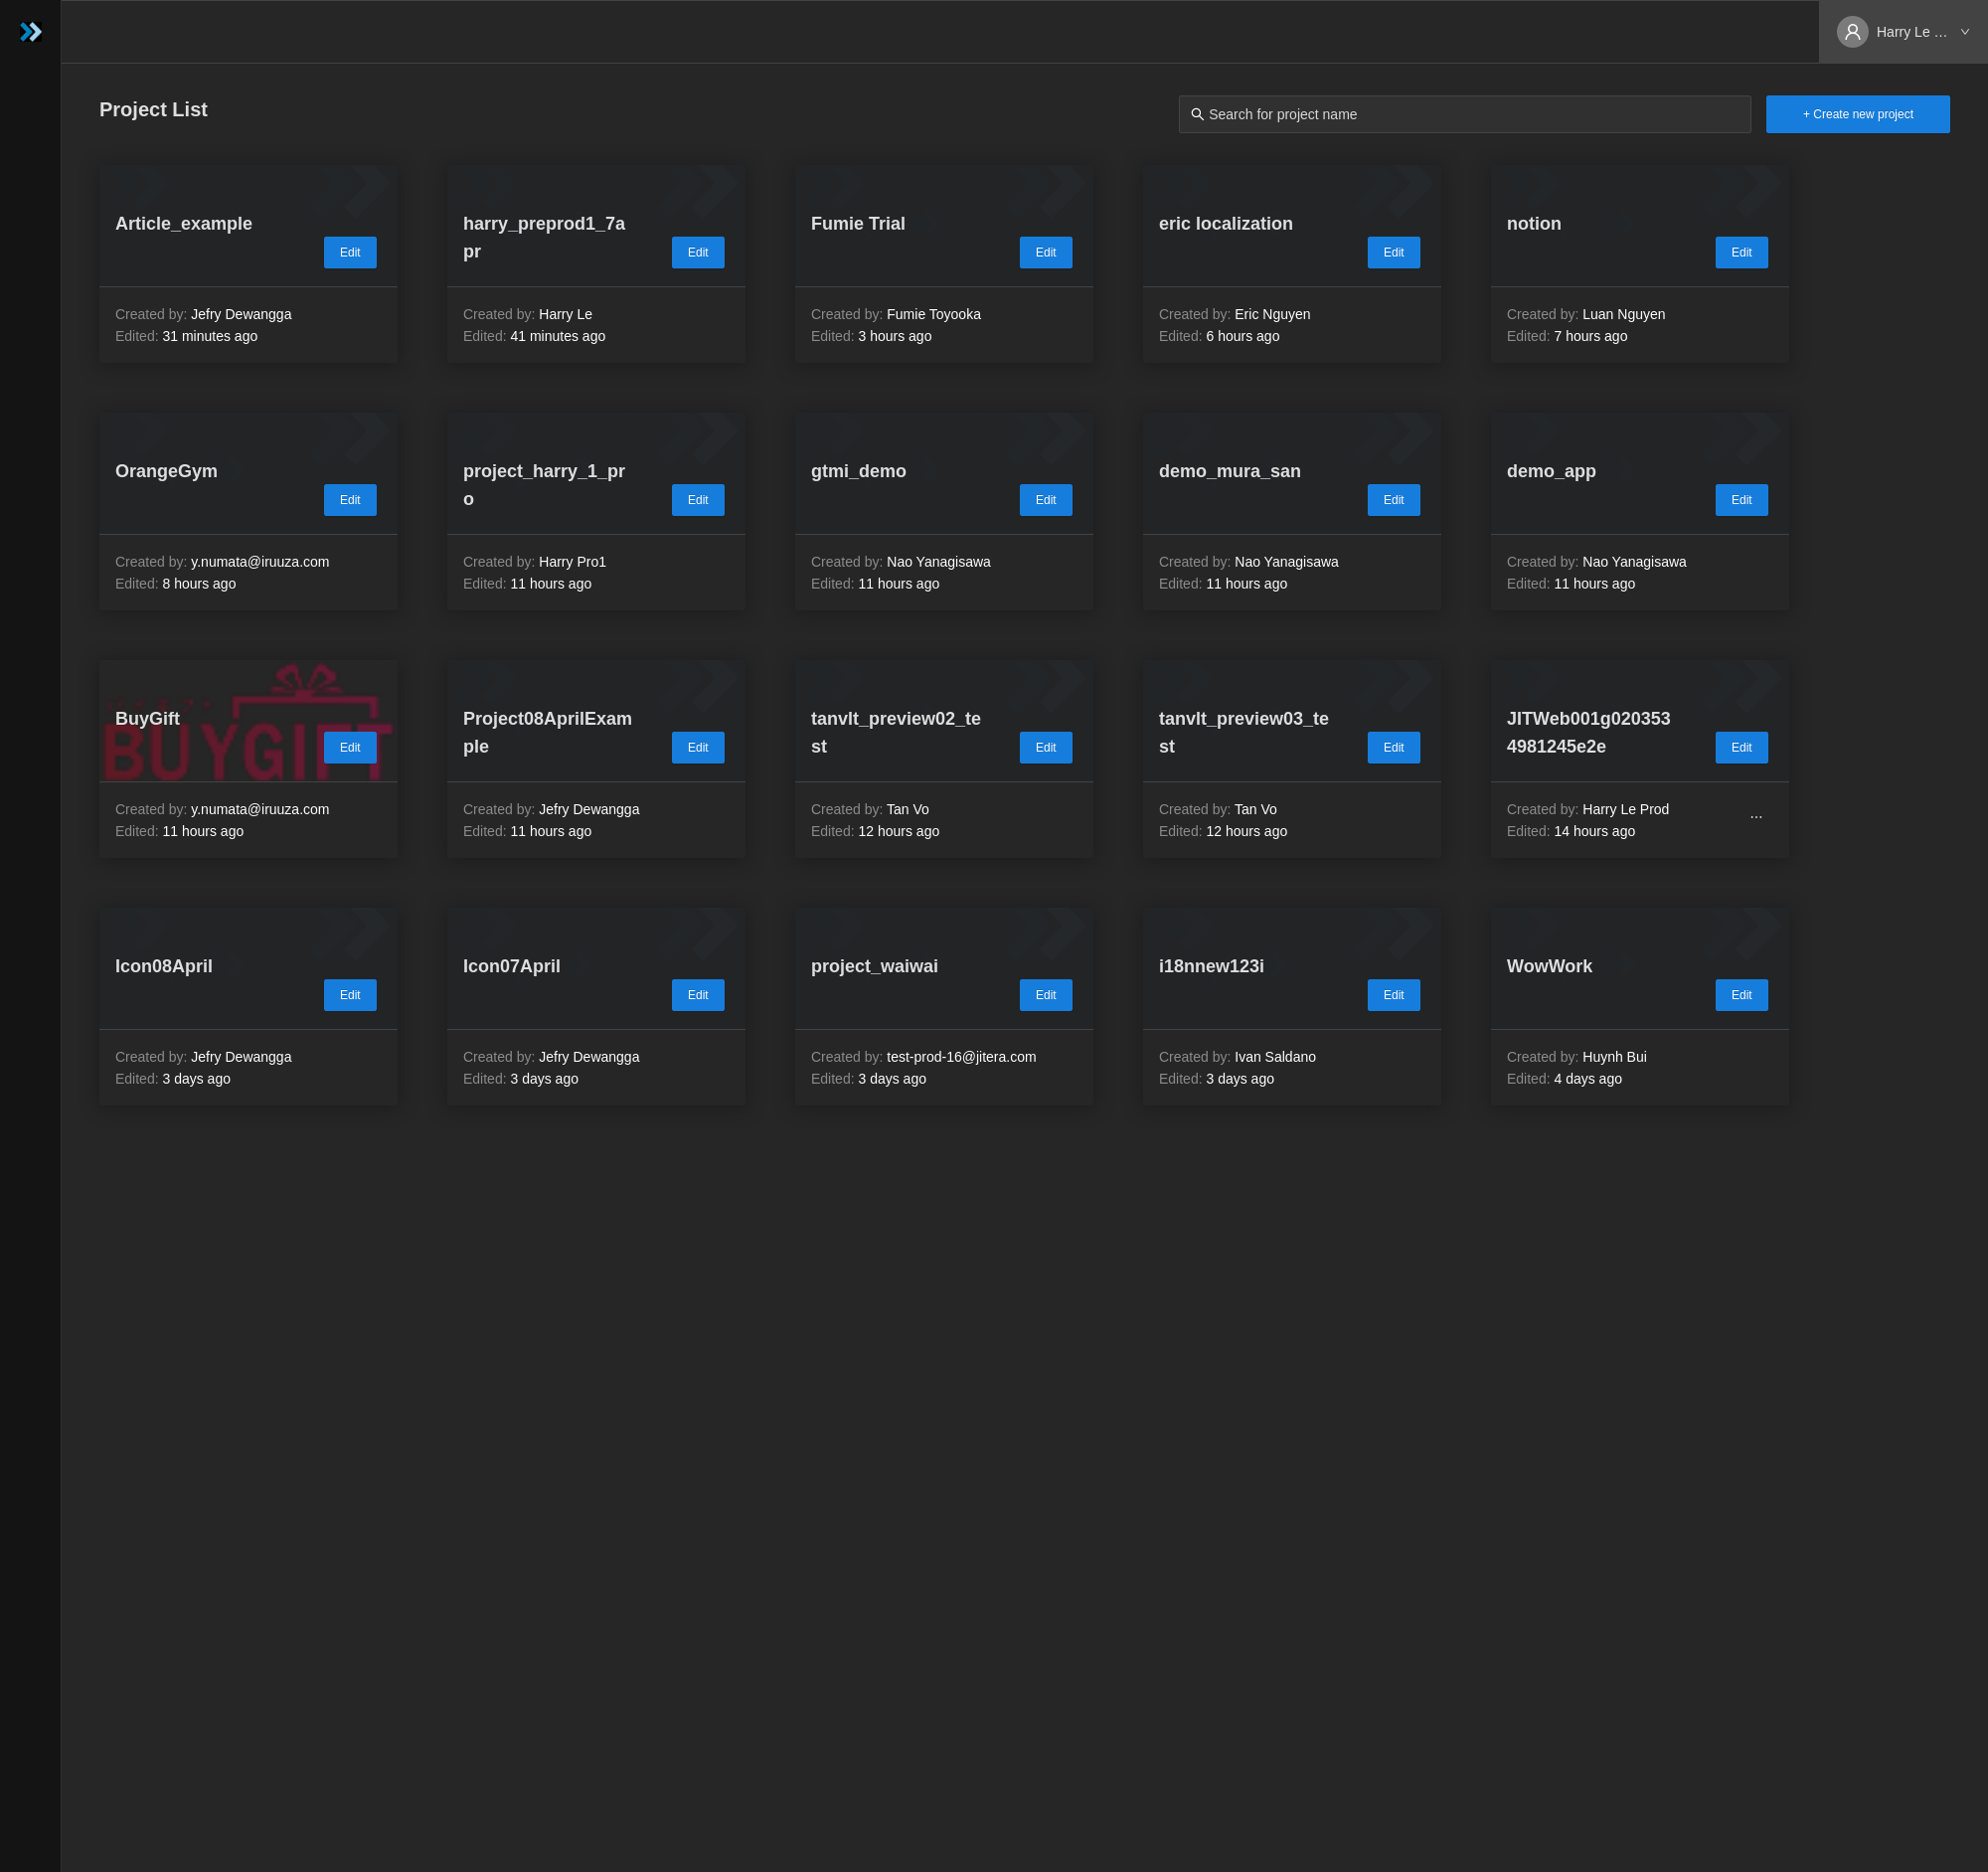 Harry Le ...
Project List
Search for project name
+ Create new project
Article_example
Edit
Created by: Jefry Dewangga
Edited: 31 minutes ago
harry_preprod1_7a
pr
Edit
Created by: Harry Le
Edited: 41 minutes ago
Fumie Trial
Edit
Created by: Fumie Toyooka
Edited: 3 hours ago
eric localization
Edit
Created by: Eric Nguyen
Edited: 6 hours ago
notion
Edit
Created by: Luan Nguyen
Edited: 7 hours ago
OrangeGym
Edit
Created by: y.numata@iruuza.com
Edited: 8 hours ago
project_harry_1_pr
o
Edit
Created by: Harry Pro1
Edited: 11 hours ago
gtmi_demo
Edit
Created by: Nao Yanagisawa
Edited: 11 hours ago
demo_mura_san
Edit
Created by: Nao Yanagisawa
Edited: 11 hours ago
demo_app
Edit
Created by: Nao Yanagisawa
Edited: 11 hours ago
BuyGift
BUYGIFT
Edit
Created by: y.numata@iruuza.com
Edited: 11 hours ago
Project08AprilExam
ple
Edit
Created by: Jefry Dewangga
Edited: 11 hours ago
tanvlt_preview02_te
st
Edit
Created by: Tan Vo
Edited: 12 hours ago
tanvlt_preview03_te
st
Edit
Created by: Tan Vo
Edited: 12 hours ago
JITWeb001g020353
4981245e2e
Edit
Created by: Harry Le Prod
Edited: 14 hours ago
...
Icon08April
Edit
Created by: Jefry Dewangga
Edited: 3 days ago
Icon07April
Edit
Created by: Jefry Dewangga
Edited: 3 days ago
project_waiwai
Edit
Created by: test-prod-16@jitera.com
Edited: 3 days ago
i18nnew123i
Edit
Created by: Ivan Saldano
Edited: 3 days ago
WowWork
Edit
Created by: Huynh Bui
Edited: 4 days ago